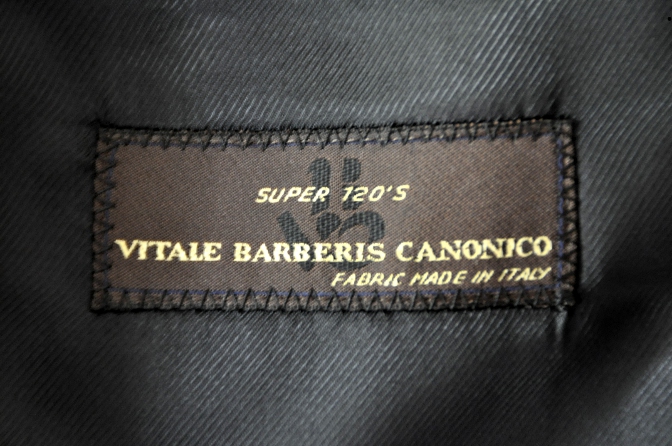 SUPER 120'S
VITALE BARBERIS CANONICO
FABRIC MADE IN ITALY